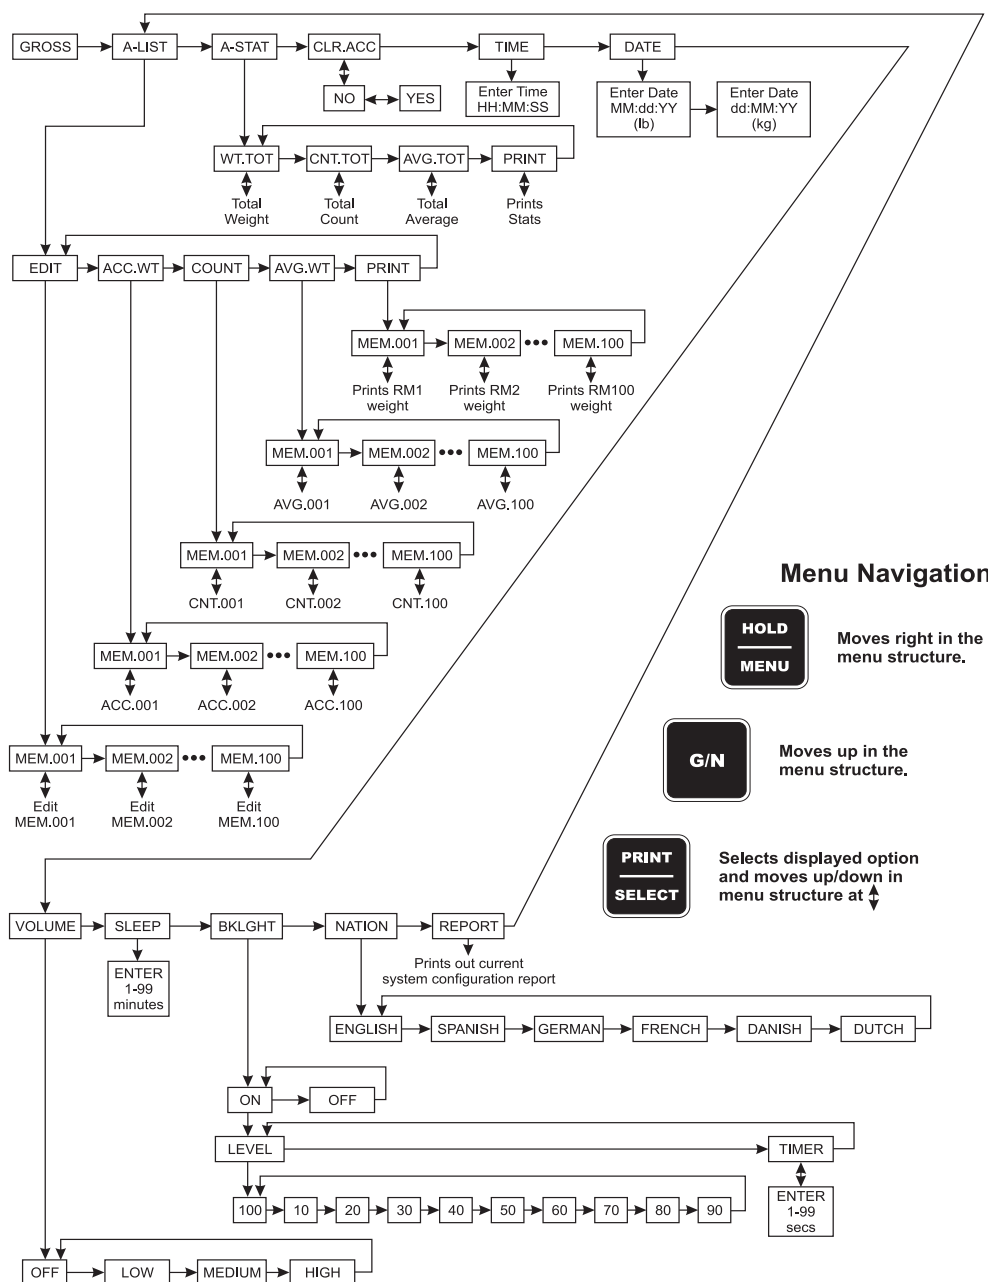 GROSS
A-LIST
A-STAT
CLR.ACC
TIME
DATE
NO
YES
Enter Time
HH:MM:SS
Enter Date
MM:dd:YY
(lb)
Enter Date
dd:MM:YY
(kg)
WT.TOT
CNT.TOT
AVG.TOT
PRINT
Total
Weight
Total
Count
Total
Average
Prints
Stats
EDIT
ACC.WT
COUNT
AVG.WT
PRINT
MEM.001
MEM.002
•••
MEM.100
Prints RM1
weight
Prints RM2
weight
Prints RM100
weight
MEM.001
MEM.002
•••
MEM.100
AVG.001
AVG.002
AVG.100
MEM.001
MEM.002
•••
MEM.100
CNT.001
CNT.002
CNT.100
MEM.001
MEM.002
•••
MEM.100
ACC.001
ACC.002
ACC.100
MEM.001
MEM.002
•••
MEM.100
Edit
MEM.001
Edit
MEM.002
Edit
MEM.100
Menu Navigation
HOLD
MENU
Moves right in the
menu structure.
G/N
Moves up in the
menu structure.
PRINT
SELECT
Selects displayed option
and moves up/down in
menu structure at
VOLUME
SLEEP
BKLGHT
NATION
REPORT
ENTER
1-99
minutes
Prints out current
system configuration report
ENGLISH
SPANISH
GERMAN
FRENCH
DANISH
DUTCH
ON
OFF
LEVEL
TIMER
100
10
20
30
40
50
60
70
80
90
ENTER
1-99
secs
OFF
LOW
MEDIUM
HIGH